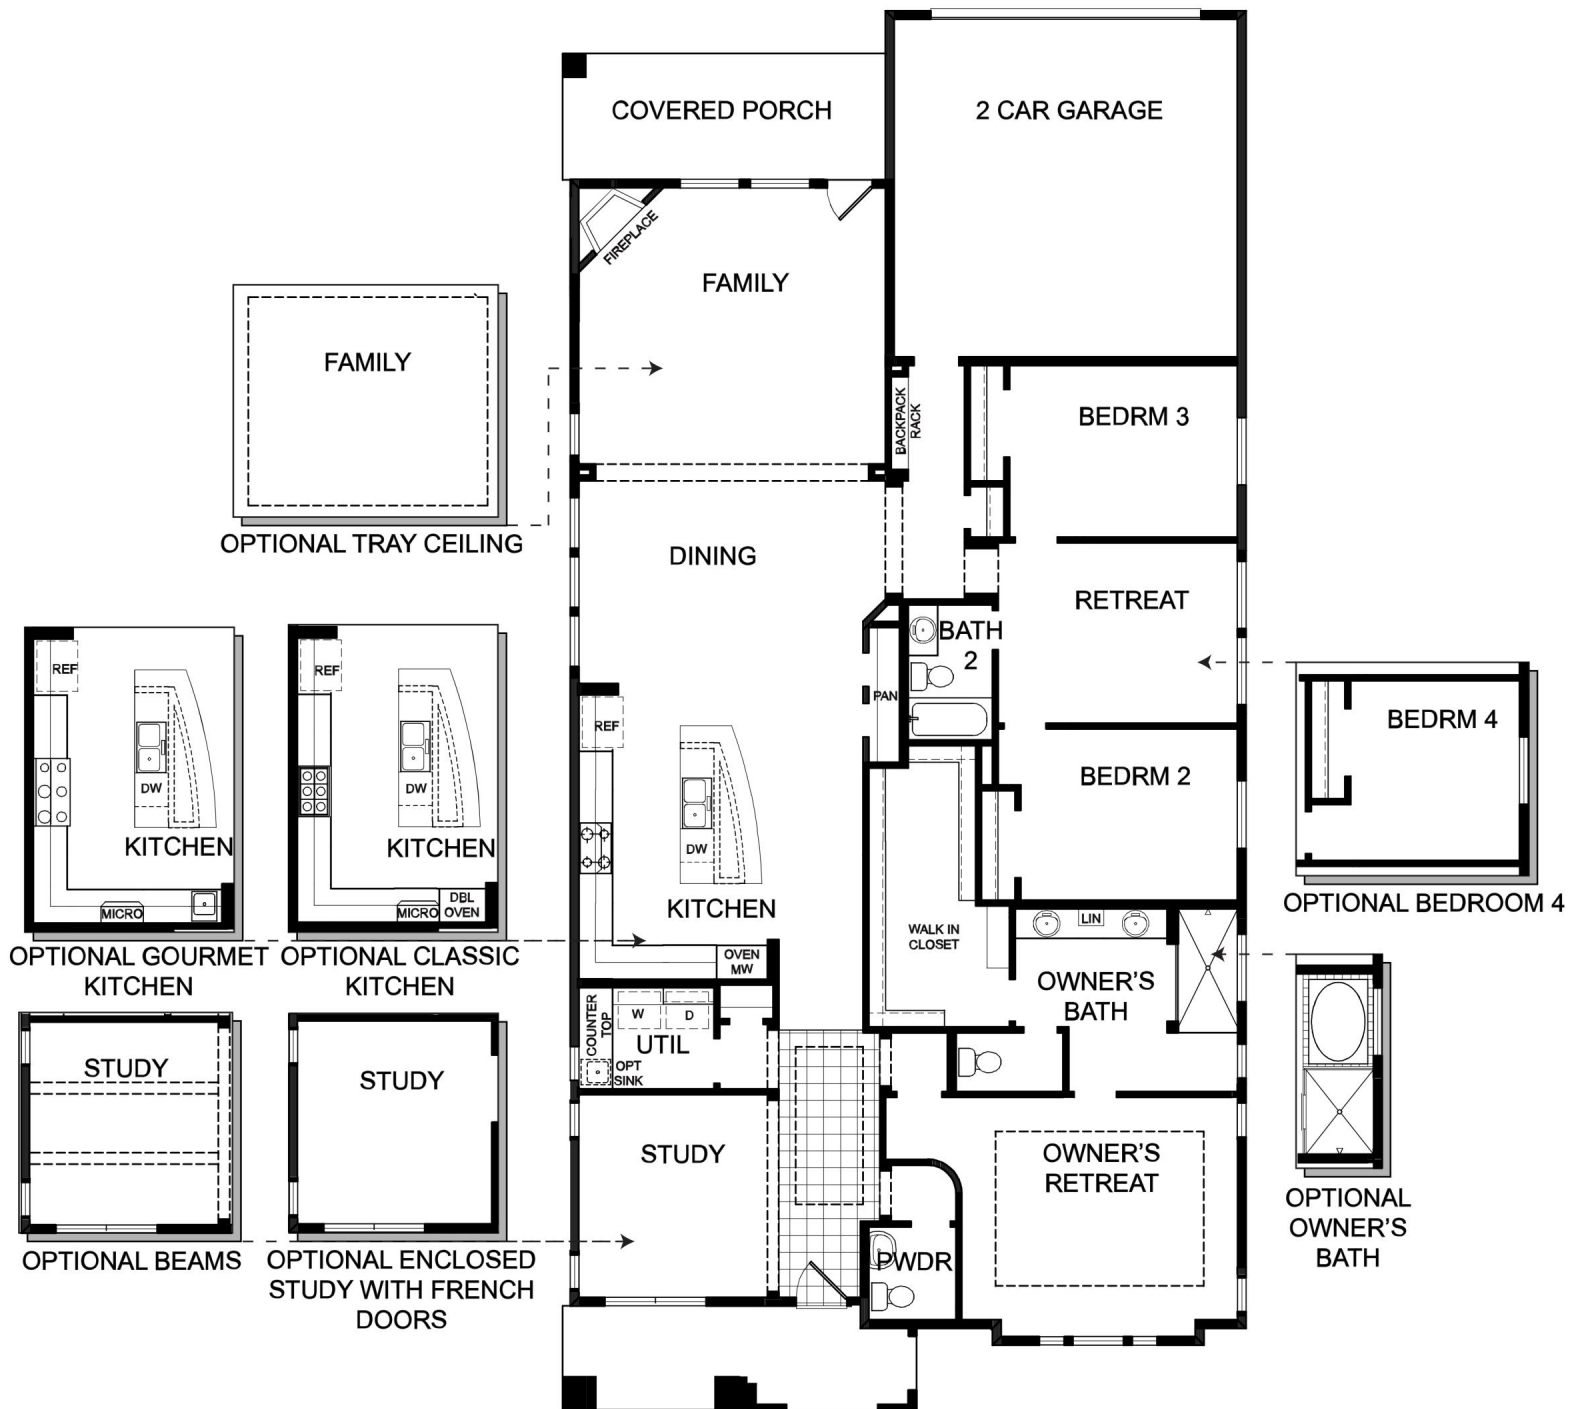 COVERED PORCH
2 CAR GARAGE
FIREPLACE
FAMILY
FAMILY
OPTIONAL TRAY CEILING
BACKPACK
RACK
BEDRM 3
DINING
RETREAT
BATH
2
PAN
REF
BEDRM 2
DW
KITCHEN
OVEN
MW
WALK IN
CLOSET
LIN
OWNER'S
BATH
COUNTER
TOP
W
D
UTIL
OPT
SINK
STUDY
OWNER'S
RETREAT
PWDR
REF
DW
KITCHEN
MICRO
OPTIONAL GOURMET
KITCHEN
REF
DW
KITCHEN
MICRO
DBL
OVEN
OPTIONAL CLASSIC
KITCHEN
STUDY
OPTIONAL BEAMS
STUDY
OPTIONAL ENCLOSED
STUDY WITH FRENCH
DOORS
BEDRM 4
OPTIONAL BEDROOM 4
OPTIONAL
OWNER'S
BATH